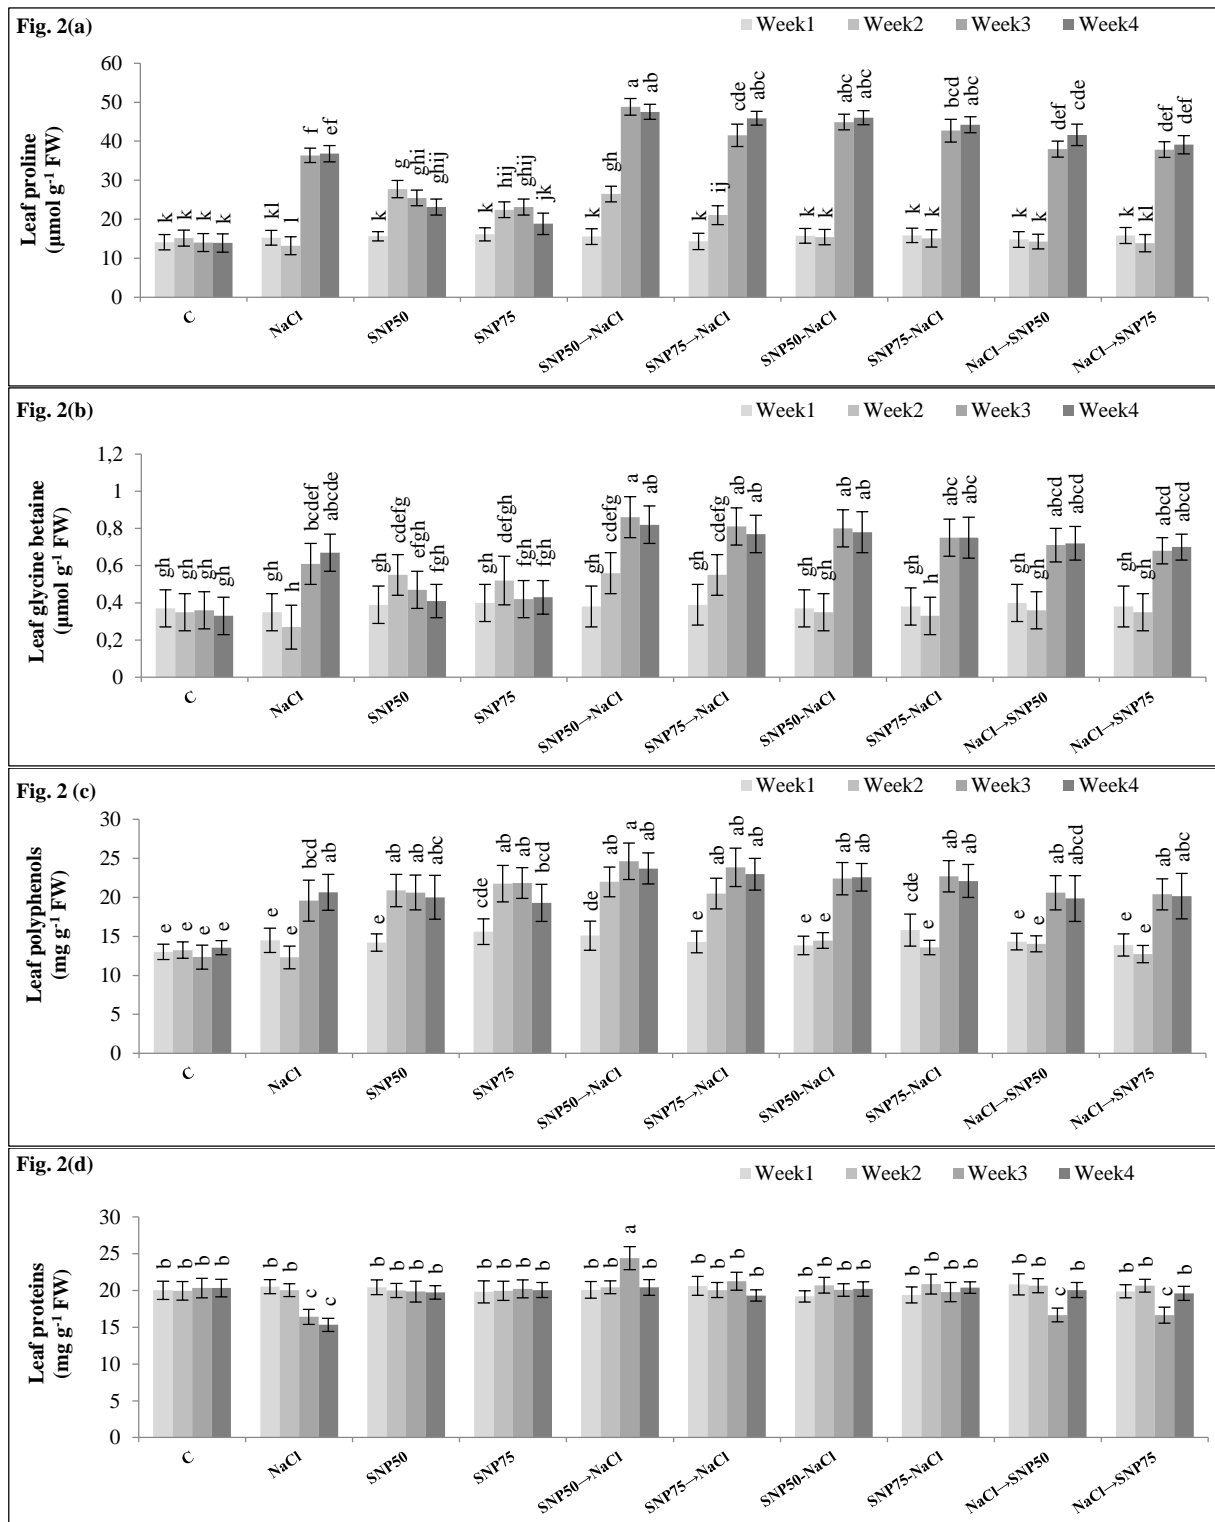 Fig. 2(a)
Week1 Week2 Week3 Week4
Leaf proline
(µmol g-1 FW)
60
50
40
30
20
10
0
k k k k
kl l f ef
k g ghi ghij
k hij ghij jk
k gh a ab
k ij cde abc
k k abc abc
k k bcd abc
k k def cde
k kl def def
C NaCl SNP50 SNP75 SNP50→NaCl SNP75→NaCl SNP50-NaCl SNP75-NaCl NaCl→SNP50 NaCl→SNP75
Fig. 2(b)
Week1 Week2 Week3 Week4
Leaf glycine betaine
(µmol g-1 FW)
1,2
1
0,8
0,6
0,4
0,2
0
gh gh gh gh
gh h bcdef abcde
gh cdefg efgh fgh
gh defgh fgh fgh
gh cdefg a ab
gh cdefg ab ab
gh gh ab ab
gh h abc abc
gh gh abcd abcd
gh gh abcd abcd
C NaCl SNP50 SNP75 SNP50→NaCl SNP75→NaCl SNP50-NaCl SNP75-NaCl NaCl→SNP50 NaCl→SNP75
Fig. 2 (c)
Week1 Week2 Week3 Week4
Leaf polyphenols
(mg g-1 FW)
30
25
20
15
10
5
0
e e e e
e e bcd ab
e ab ab abc
cde ab ab bcd
de ab a ab
e ab ab ab
e e ab ab
cde e ab ab
e e ab abcd
e e ab abc
C NaCl SNP50 SNP75 SNP50→NaCl SNP75→NaCl SNP50-NaCl SNP75-NaCl NaCl→SNP50 NaCl→SNP75
Fig. 2(d)
Week1 Week2 Week3 Week4
Leaf proteins
(mg g-1 FW)
30
25
20
15
10
5
0
b b b b
b b c c
b b b b
b b b b
b b a b
b b b b
b b b b
b b b b
b b c b
b b c b
C NaCl SNP50 SNP75 SNP50→NaCl SNP75→NaCl SNP50-NaCl SNP75-NaCl NaCl→SNP50 NaCl→SNP75